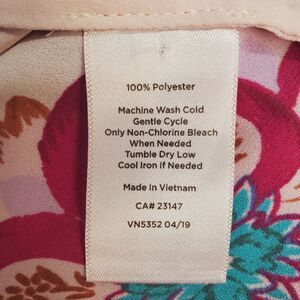 100% Polyester
Machine Wash Cold
Gentle Cycle
Only Non-Chlorine Bleach
When Needed
Tumble Dry Low
Cool Iron if Needed
Made in Vietnam
CA# 23147
VN5352 04/19